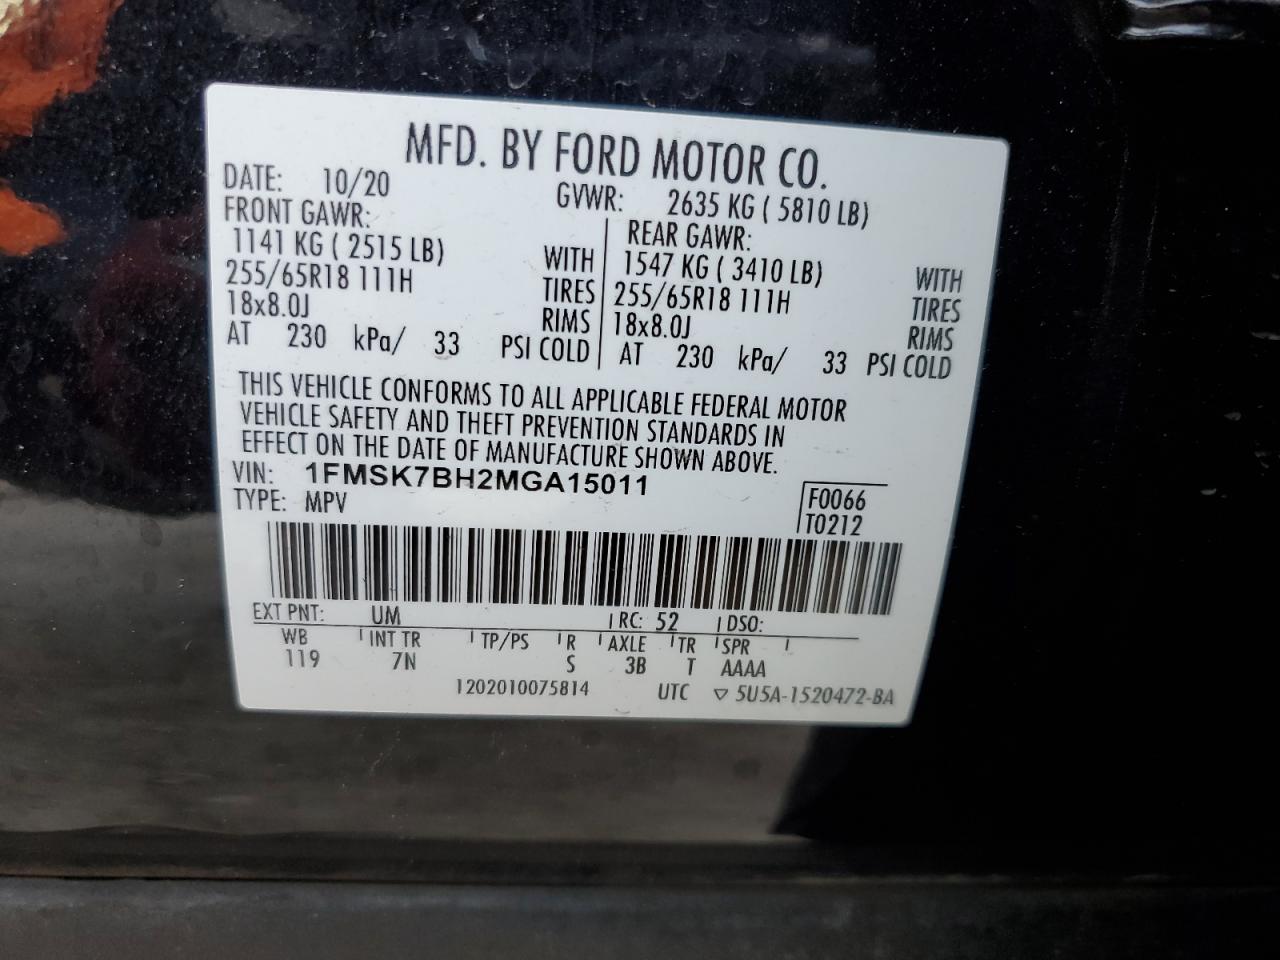 MFD. BY FORD MOTOR CO.
DATE: 10/20 GVWR: 2635 KG ( 5810 LB)
FRONT GAWR: REAR GAWR:
1141 KG ( 2515 LB) WITH 1547 KG ( 3410 LB) WITH
255/65R18 111H TIRES 255/65R18 111H TIRES
18x8.0J RIMS 18x8.0J RIMS
AT 230 kPa/ 33 PSI COLD AT 230 kPa/ 33 PSI COLD
THIS VEHICLE CONFORMS TO ALL APPLICABLE FEDERAL MOTOR
VEHICLE SAFETY AND THEFT PREVENTION STANDARDS IN
EFFECT ON THE DATE OF MANUFACTURE SHOWN ABOVE.
VIN: 1FMSK7BH2MGA15011
TYPE: MPV
F0066
T0212
EXT PNT: UM RC: 52 DSO:
WB INT TR TP/PS R AXLE TR SPR
119 7N S 3B T AAAA
1202010075814 UTC ▽ 5U5A-1520472-BA